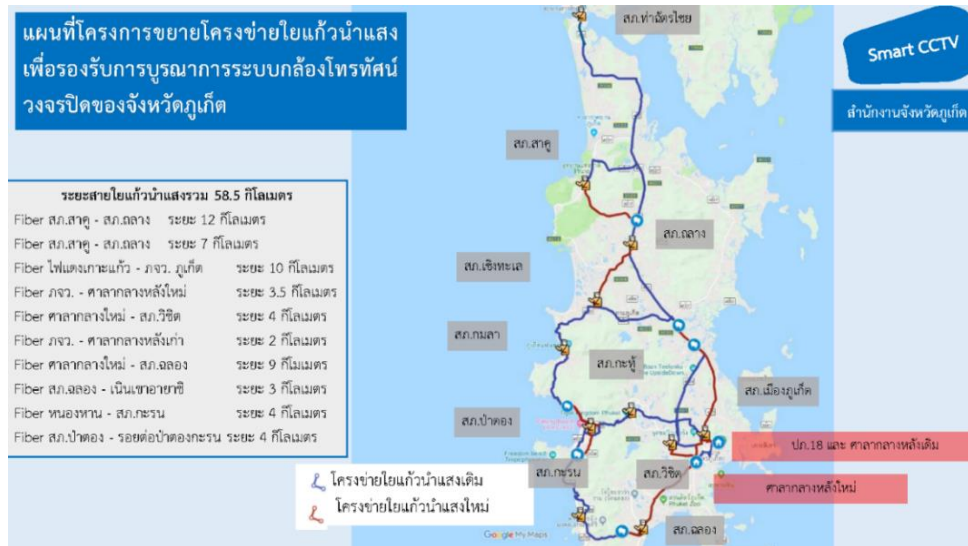 แผนที่โครงการขยายโครงข่ายใยแก้วนำแสง
เพื่อรองรับการบูรณาการระบบกล้องโทรทัศน์
วงจรปิดของจังหวัดภูเก็ต
Smart CCTV
สำนักงานจังหวัดภูเก็ต
ระยะสายใยแก้วนำแสงรวม 58.5 กิโลเมตร
Fiber สภ.สาคู - สภ.ถลาง ระยะ 12 กิโลเมตร
Fiber สภ.สาคู - สภ.ถลาง ระยะ 7 กิโลเมตร
Fiber ไฟแดงเกาะแก้ว - ภจว. ภูเก็ต ระยะ 10 กิโลเมตร
Fiber ภจว. - ศาลากลางหลังใหม่ ระยะ 3.5 กิโลเมตร
Fiber ศาลากลางใหม่ - สภ.วิชิต ระยะ 4 กิโลเมตร
Fiber ภจว. - ศาลากลางหลังเก่า ระยะ 2 กิโลเมตร
Fiber ศาลากลางใหม่ - สภ.ฉลอง ระยะ 9 กิโลเมตร
Fiber สภ.ฉลอง - เนินเขาอายาชิ ระยะ 3 กิโลเมตร
Fiber หนองหาน - สภ.กะรน ระยะ 4 กิโลเมตร
Fiber สภ.ป่าตอง - รอยต่อป่าตองกะรน ระยะ 4 กิโลเมตร
สภ.ท่าฉัตรไชย
สภ.สาคู
สภ.ถลาง
สภ.เชิงทะเล
สภ.กมลา
สภ.กะทู้
สภ.เมืองภูเก็ต
สภ.ป่าตอง
ปภ.18 และ ศาลากลางหลังเดิม
สภ.กะรน
สภ.วิชิต
ศาลากลางหลังใหม่
สภ.ฉลอง
โครงข่ายใยแก้วนำแสงเดิม
โครงข่ายใยแก้วนำแสงใหม่
Google My Maps